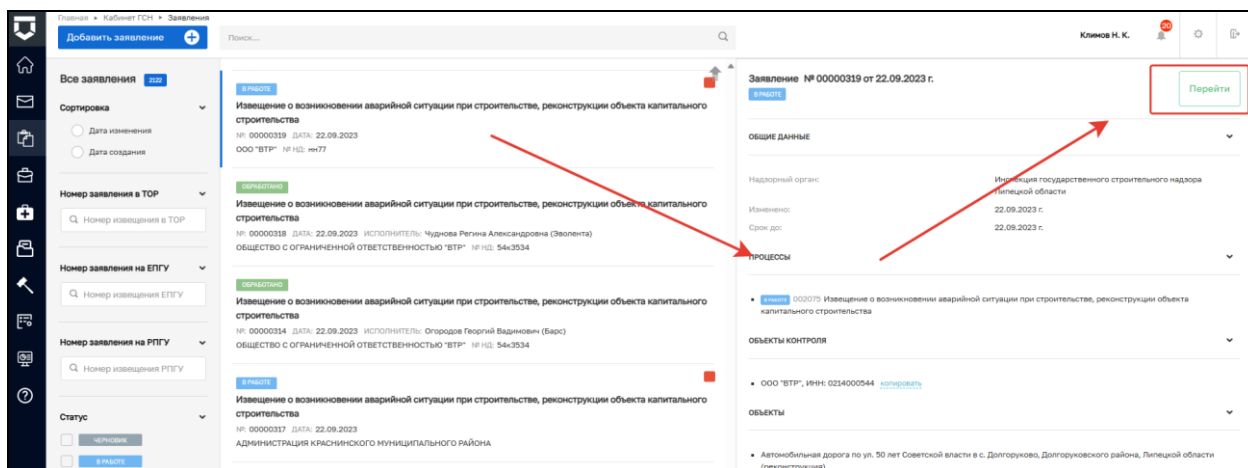 Главная ▸ Кабинет ГСН ▸ Заявления
Добавить заявление
Поиск...
Климов Н. К.
20
Все заявления 2122
Сортировка
Дата изменения
Дата создания
Номер заявления в ТОР
Номер извещения в ТОР
Номер заявления на ЕПГУ
Номер извещения ЕПГУ
Номер заявления на РПГУ
Номер извещения РПГУ
Статус
ЧЕРНОВИК
В РАБОТЕ
В РАБОТЕ
Извещение о возникновении аварийной ситуации при строительстве, реконструкции объекта капитального
строительства
№: 00000319 ДАТА: 22.09.2023
ООО "ВТР" № НД: нн77
ОБРАБОТАНО
Извещение о возникновении аварийной ситуации при строительстве, реконструкции объекта капитального
строительства
№: 00000318 ДАТА: 22.09.2023 ИСПОЛНИТЕЛЬ: Чуднова Регина Александровна (Эволента)
ОБЩЕСТВО С ОГРАНИЧЕННОЙ ОТВЕТСТВЕННОСТЬЮ "ВТР" № НД: 54к3534
ОБРАБОТАНО
Извещение о возникновении аварийной ситуации при строительстве, реконструкции объекта капитального
строительства
№: 00000314 ДАТА: 22.09.2023 ИСПОЛНИТЕЛЬ: Огородов Георгий Вадимович (Барс)
ОБЩЕСТВО С ОГРАНИЧЕННОЙ ОТВЕТСТВЕННОСТЬЮ "ВТР" № НД: 54к3534
В РАБОТЕ
Извещение о возникновении аварийной ситуации при строительстве, реконструкции объекта капитального
строительства
№: 00000317 ДАТА: 22.09.2023
АДМИНИСТРАЦИЯ КРАСНИНСКОГО МУНИЦИПАЛЬНОГО РАЙОНА
Заявление № 00000319 от 22.09.2023 г.
В РАБОТЕ
Перейти
ОБЩИЕ ДАННЫЕ
Надзорный орган: Инспекция государственного строительного надзора
Липецкой области
Изменено: 22.09.2023 г.
Срок до: 22.09.2023 г.
ПРОЦЕССЫ
В РАБОТЕ 002075 Извещение о возникновении аварийной ситуации при строительстве, реконструкции объекта
капитального строительства
ОБЪЕКТЫ КОНТРОЛЯ
ООО "ВТР", ИНН: 0214000544 копировать
ОБЪЕКТЫ
Автомобильная дорога по ул. 50 лет Советской власти в с. Долгоруково, Долгоруковского района, Липецкой области
(реконструкция)